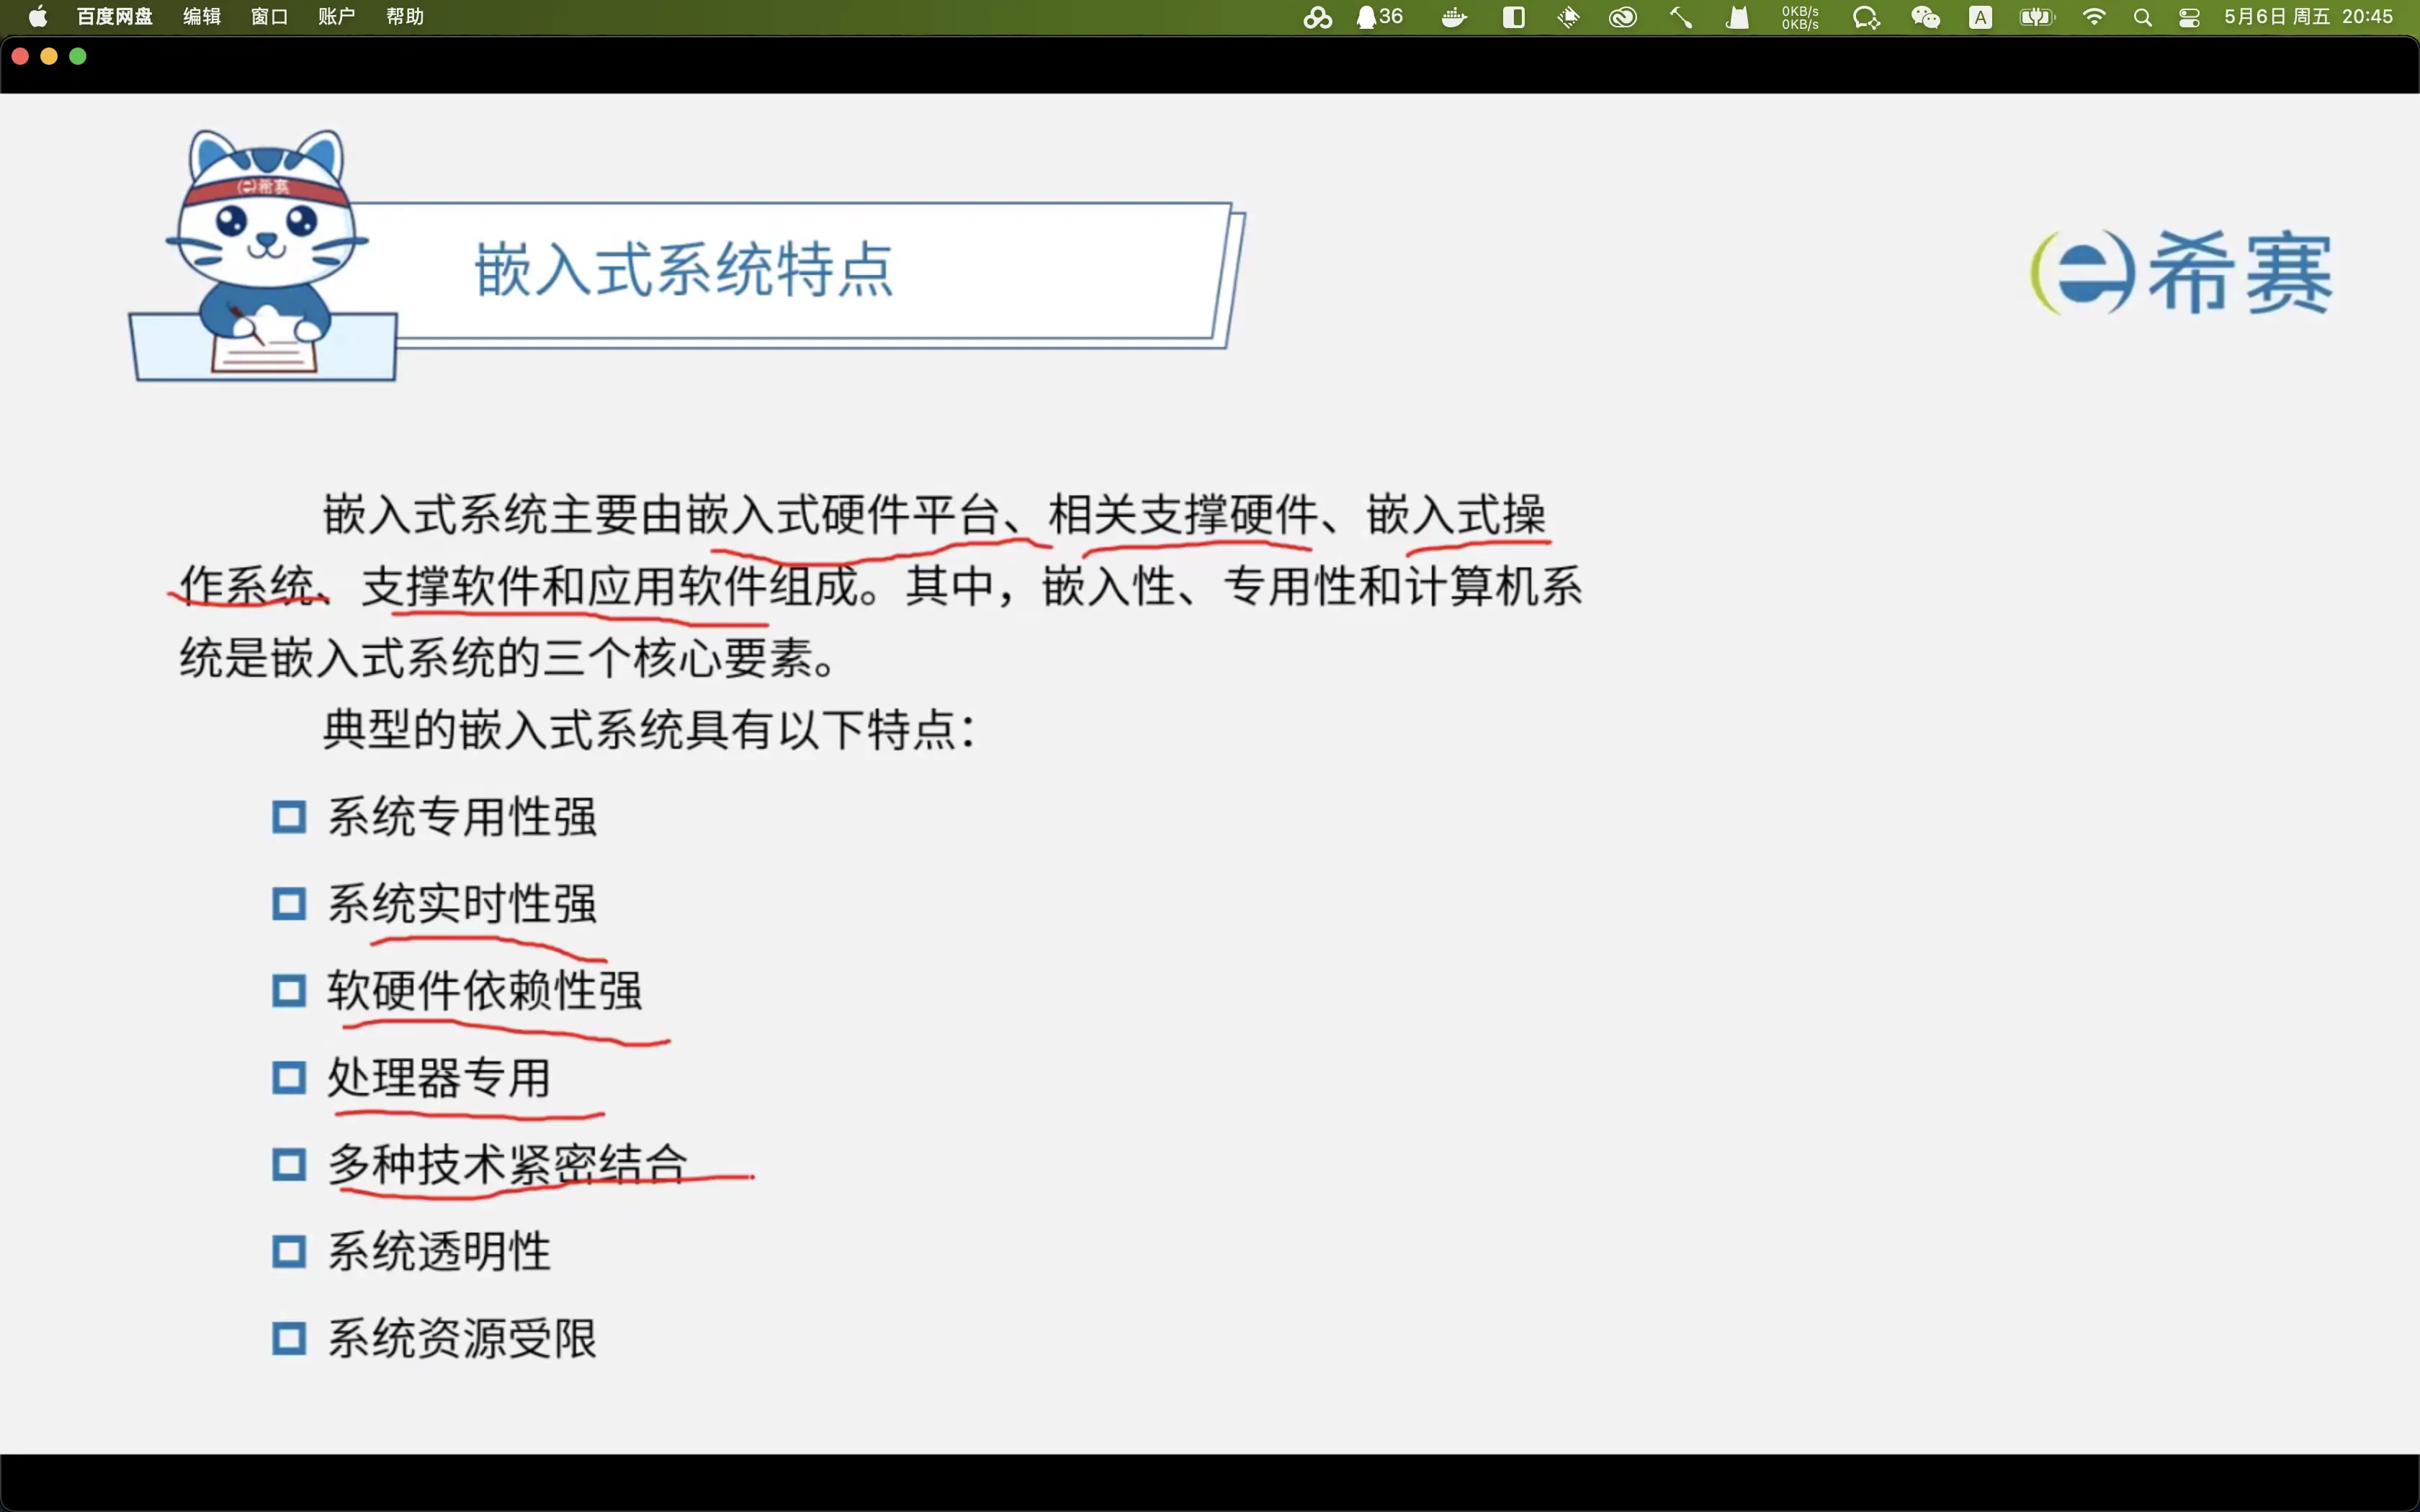 百度网盘 编辑 窗口 账户 帮助 36 0KB/s 0KB/s A 5月6日 周五 20:45
希赛
嵌入式系统特点
e希赛
嵌入式系统主要由嵌入式硬件平台、相关支撑硬件、嵌入式操
作系统、支撑软件和应用软件组成。其中，嵌入性、专用性和计算机系
统是嵌入式系统的三个核心要素。
典型的嵌入式系统具有以下特点：
系统专用性强
系统实时性强
软硬件依赖性强
处理器专用
多种技术紧密结合
系统透明性
系统资源受限